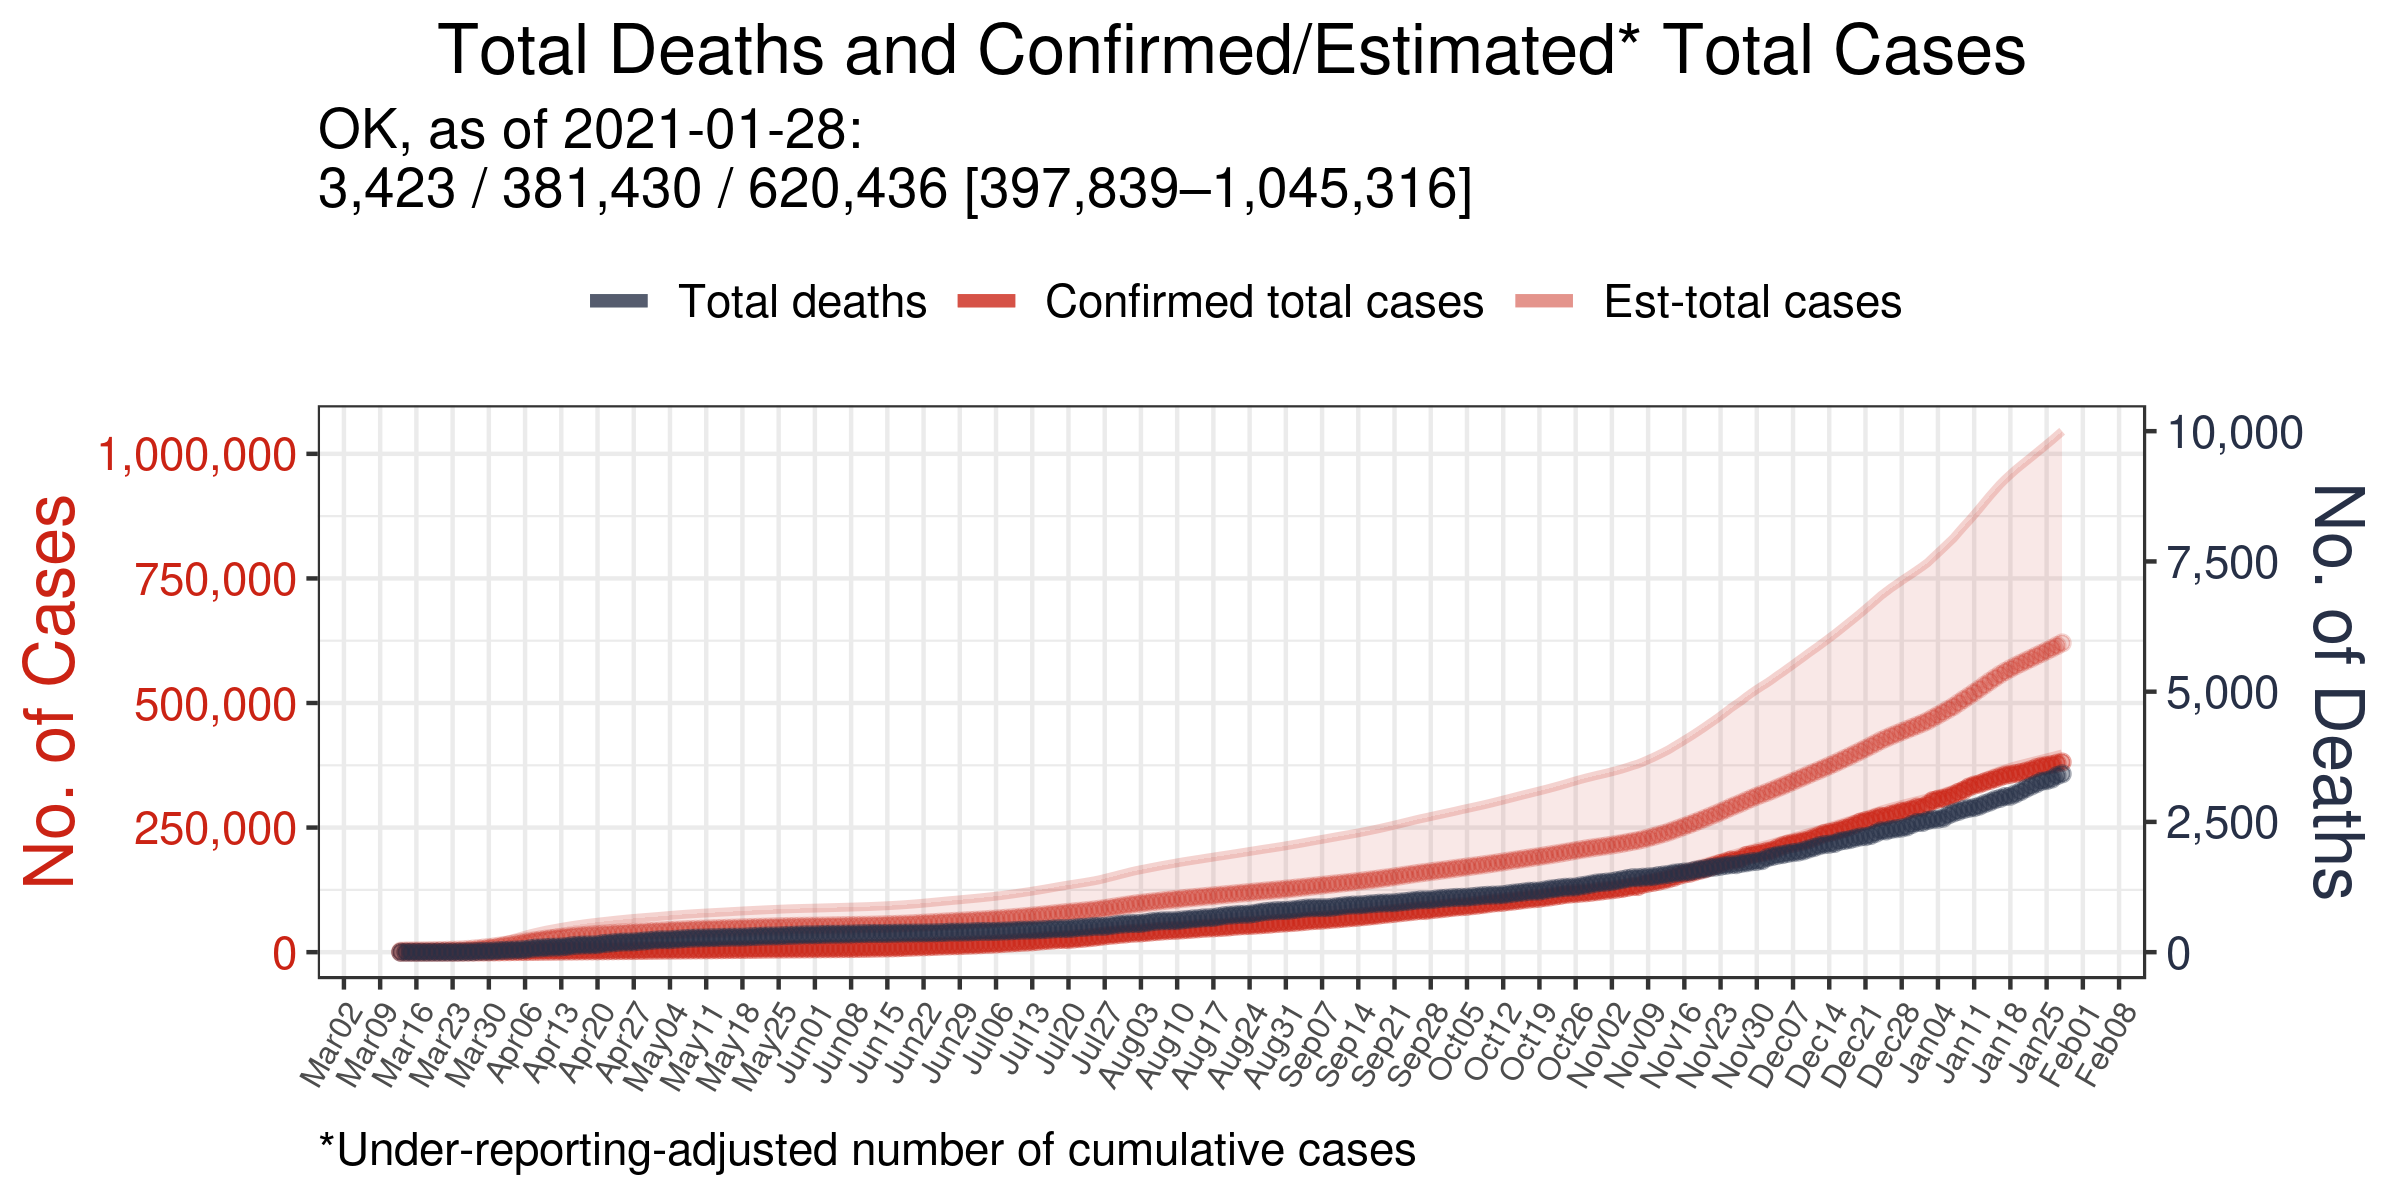 Total Deaths and Confirmed/Estimated* Total Cases
OK, as of 2021-01-28:
3,423 / 381,430 / 620,436 [397,839–1,045,316]
Total deaths
Confirmed total cases
Est-total cases
No. of Cases
1,000,000
750,000
500,000
250,000
0
10,000
7,500
5,000
2,500
0
No. of Deaths
Mar02
Mar09
Mar16
Mar23
Mar30
Apr06
Apr13
Apr20
Apr27
May04
May11
May18
May25
Jun01
Jun08
Jun15
Jun22
Jun29
Jul06
Jul13
Jul20
Jul27
Aug03
Aug10
Aug17
Aug24
Aug31
Sep07
Sep14
Sep21
Sep28
Oct05
Oct12
Oct19
Oct26
Nov02
Nov09
Nov16
Nov23
Nov30
Dec07
Dec14
Dec21
Dec28
Jan04
Jan11
Jan18
Jan25
Feb01
Feb08
*Under-reporting-adjusted number of cumulative cases